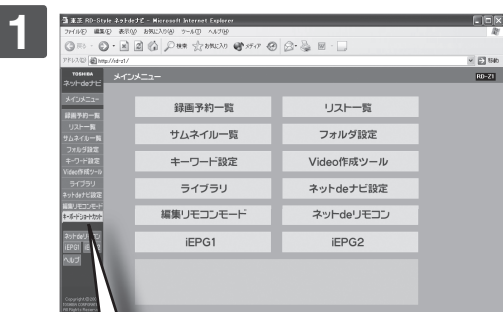 1
東芝 RD-Style ネットdeナビ - Microsoft Internet Explorer
ファイル(F) 編集(E) 表示(V) お気に入り(A) ツール(T) ヘルプ(H)
戻る 検索 お気に入り メディア
アドレス(D) http://rd-z1/ 移動
TOSHIBA
ネットdeナビ
メインメニュー RD-Z1
メインメニュー
録画予約一覧
リスト一覧
サムネイル一覧
フォルダ設定
キーワード設定
Video作成ツール
ライブラリ
ネットdeナビ設定
編集リモコンモード
キーボードショートカット
iEPG1
ヘルプ
録画予約一覧 リスト一覧
サムネイル一覧 フォルダ設定
キーワード設定 Video作成ツール
ライブラリ ネットdeナビ設定
編集リモコンモード ネットdeリモコン
iEPG1 iEPG2